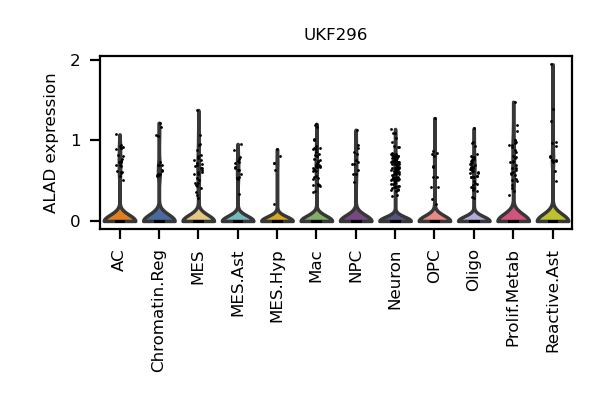 UKF296
ALAD expression
2
1
0
AC
Chromatin.Reg
MES
MES.Ast
MES.Hyp
Mac
NPC
Neuron
OPC
Oligo
Prolif.Metab
Reactive.Ast